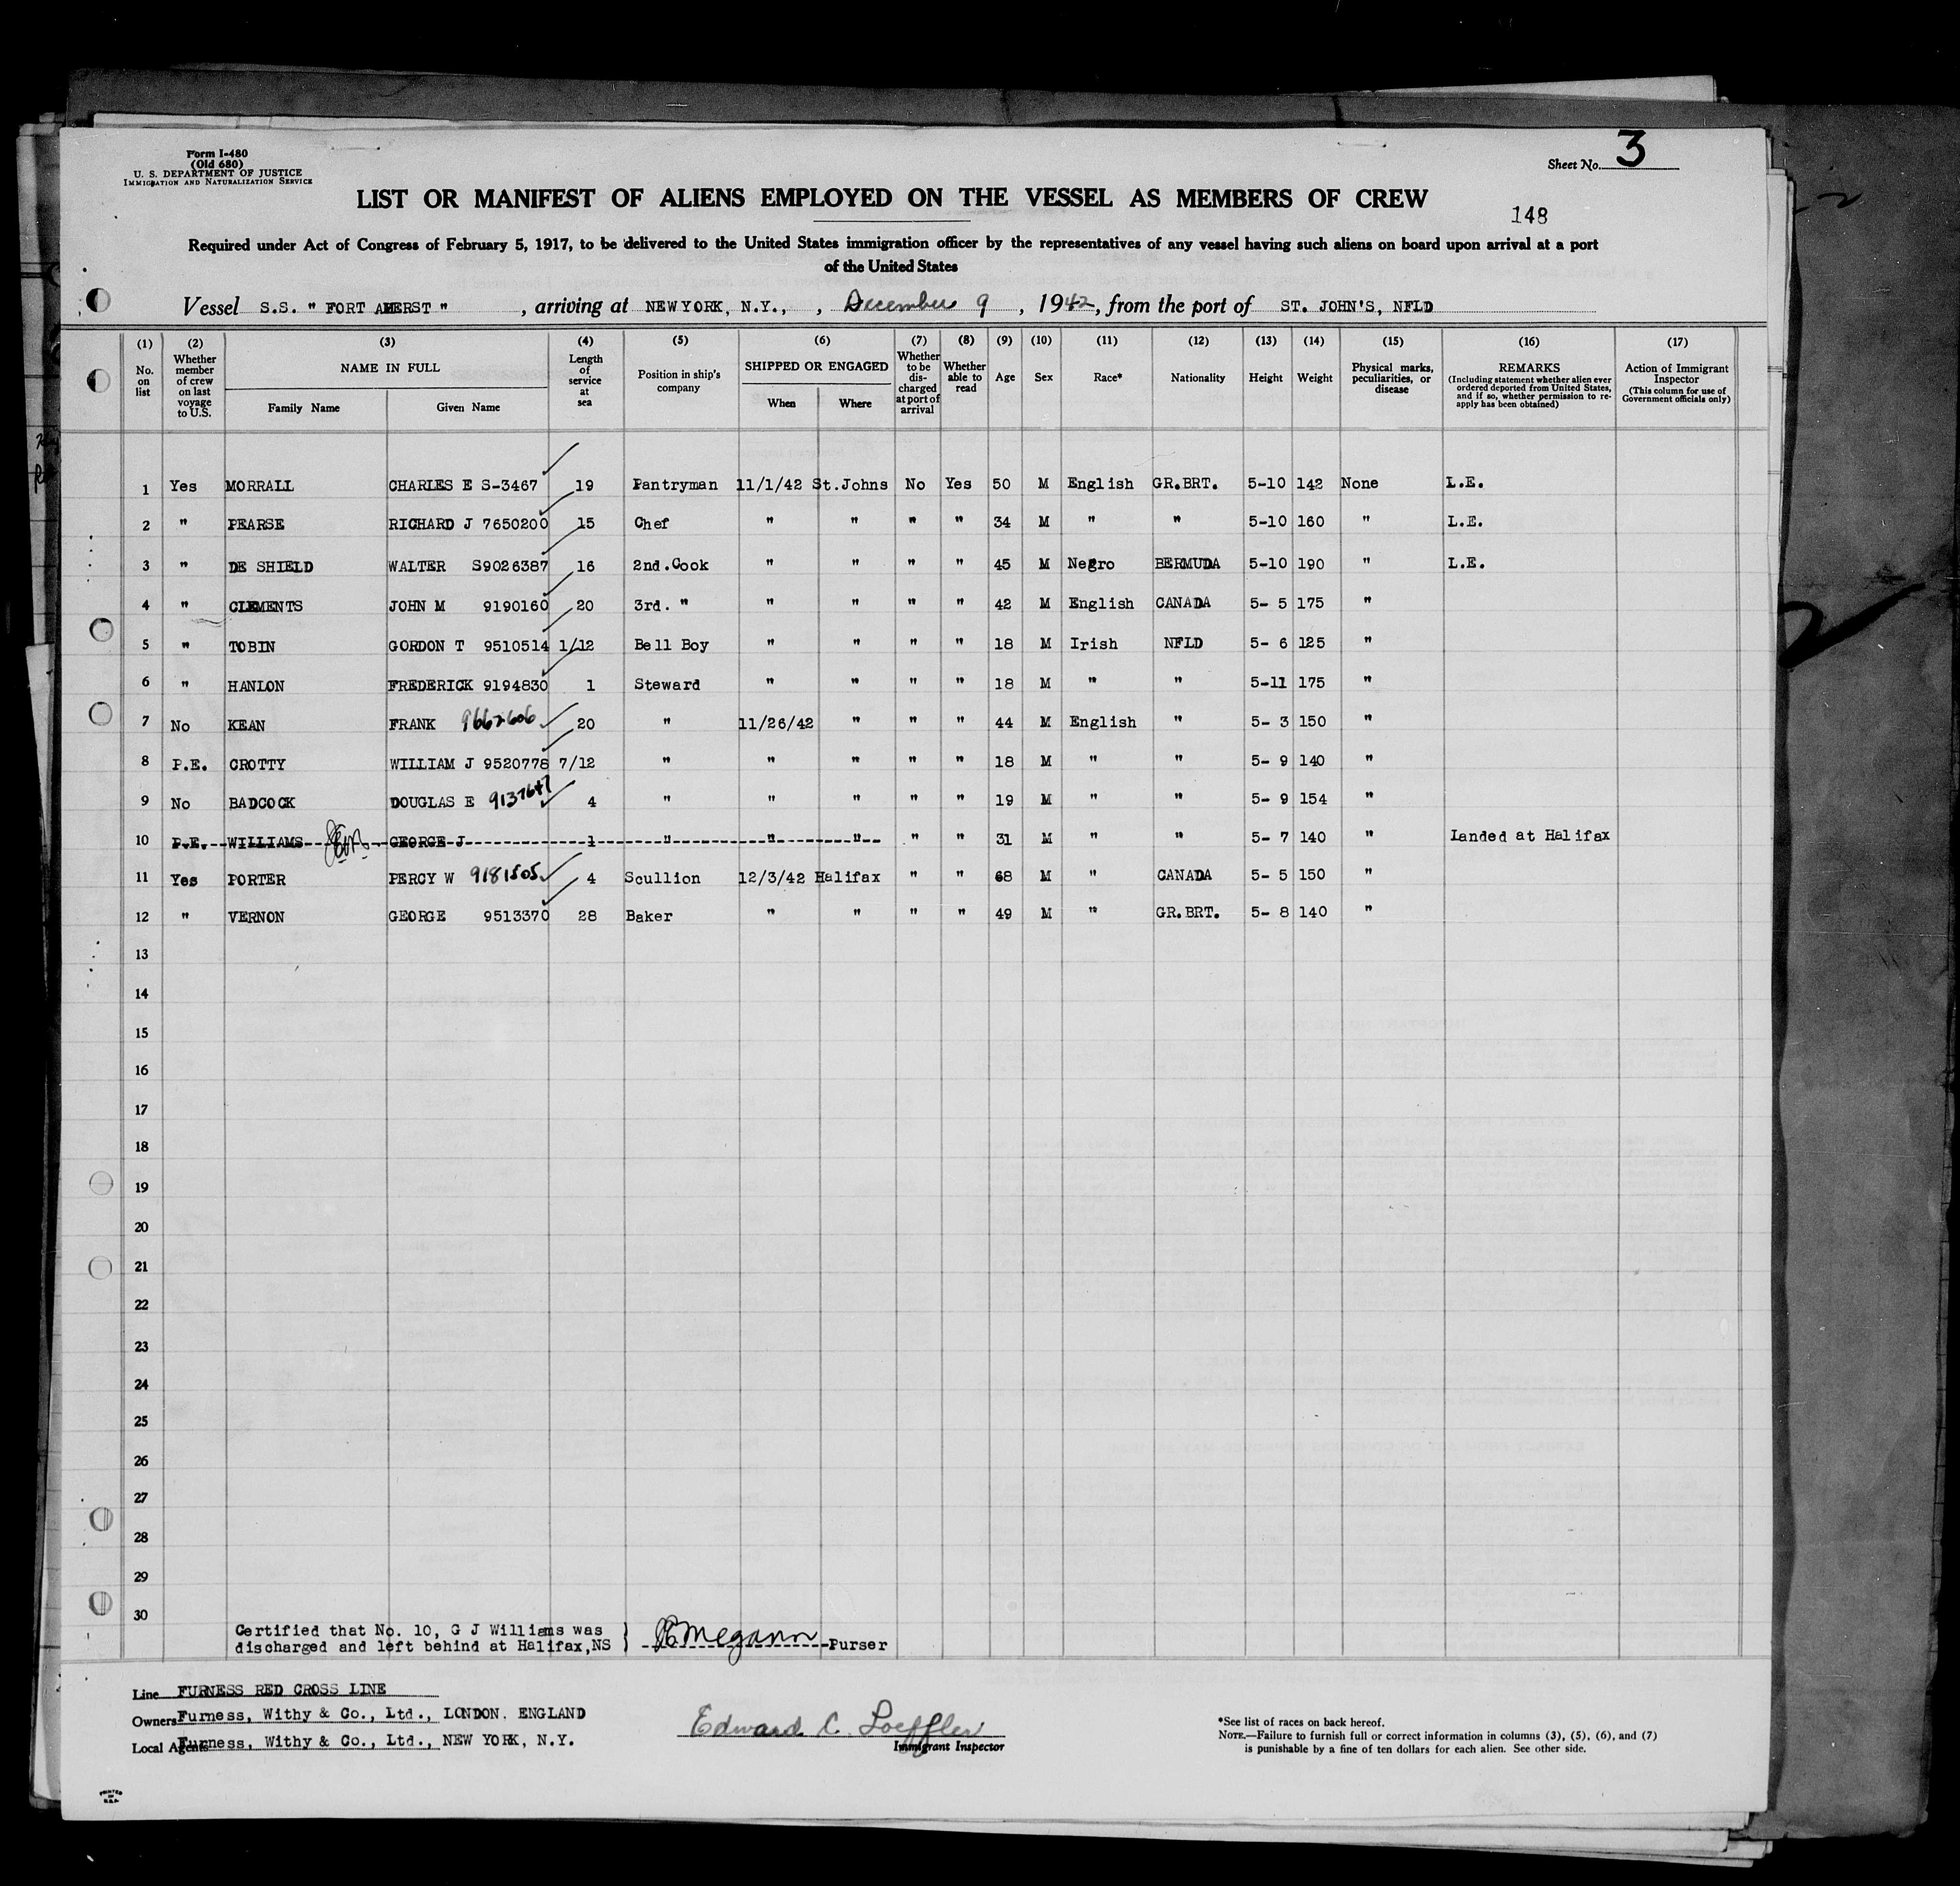 Form I-480
(Old 680)
U. S. DEPARTMENT OF JUSTICE
IMMIGRATION AND NATURALIZATION SERVICE
Sheet No. 3
LIST OR MANIFEST OF ALIENS EMPLOYED ON THE VESSEL AS MEMBERS OF CREW
148
Required under Act of Congress of February 5, 1917, to be delivered to the United States immigration officer by the representatives of any vessel having such aliens on board upon arrival at a port
of the United States
Vessel S.S. " FORT AMERST " , arriving at NEW YORK, N.Y., , December 9 , 1942, from the port of ST. JOHN'S, NFLD
(1) No. on list (2) Whether member of crew on last voyage to U.S. (3) NAME IN FULL Family Name Given Name (4) Length of service at sea (5) Position in ship's company (6) SHIPPED OR ENGAGED When Where (7) Whether to be discharged at port of arrival (8) Whether able to read (9) Age (10) Sex (11) Race* (12) Nationality (13) Height (14) Weight (15) Physical marks, peculiarities, or disease (16) REMARKS (Including statement whether alien ever ordered deported from United States, and if so, whether permission to re-apply has been obtained) (17) Action of Immigrant Inspector (This column for use of Government officials only)
1 Yes MORRALL CHARLES E S-3467 19 Pantryman 11/1/42 St.Johns No Yes 50 M English GR.BRT. 5-10 142 None L.E.
2 " PEARSE RICHARD J 7650200 15 Chef " " " " 34 M " " 5-10 160 " L.E.
3 " DE SHIELD WALTER S9026387 16 2nd.Cook " " " " 45 M Negro BERMUDA 5-10 190 " L.E.
4 " CLEMENTS JOHN M 9190160 20 3rd. " " " " " 42 M English CANADA 5- 5 175 "
5 " TOBIN GORDON T 9510514 1/12 Bell Boy " " " " 18 M Irish NFLD 5- 6 125 "
6 " HANLON FREDERICK 9194830 1 Steward " " " " 18 M " " 5-11 175 "
7 No KEAN FRANK 9662606 20 " 11/26/42 " " " 44 M English " 5- 3 150 "
8 P.E. CROTTY WILLIAM J 9520778 7/12 " " " " " 18 M " " 5- 9 140 "
9 No BADCOCK DOUGLAS E 9137647 4 " " " " " 19 M " " 5- 9 154 "
10 P.E. WILLIAMS GEORGE J 1 " " " " " 31 M " " 5- 7 140 " Landed at Halifax
11 Yes PORTER PERCY W 9181505 4 Scullion 12/3/42 Halifax " " 68 M " CANADA 5- 5 150 "
12 " VERNON GEORGE 9513370 28 Baker " " " " 49 M " GR.BRT. 5- 8 140 "
13
14
15
16
17
18
19
20
21
22
23
24
25
26
27
28
29
30
Certified that No. 10, G J Williams was
discharged and left behind at Halifax,NS } Megann Purser
Line FURNESS RED CROSS LINE
Owners Furness, Withy & Co., Ltd., LONDON. ENGLAND
Local Agents Furness, Withy & Co., Ltd., NEW YORK, N.Y.
Edward C. Loeffler
Immigrant Inspector
*See list of races on back hereof.
NOTE.—Failure to furnish full or correct information in columns (3), (5), (6), and (7)
is punishable by a fine of ten dollars for each alien. See other side.
PRINTED
IN
U.S.A.